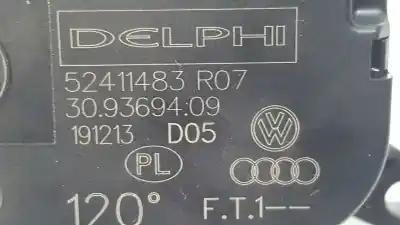 DELPHI
52411483 R07
30.93694.09
191213 D05
PL
120° F.T.1--